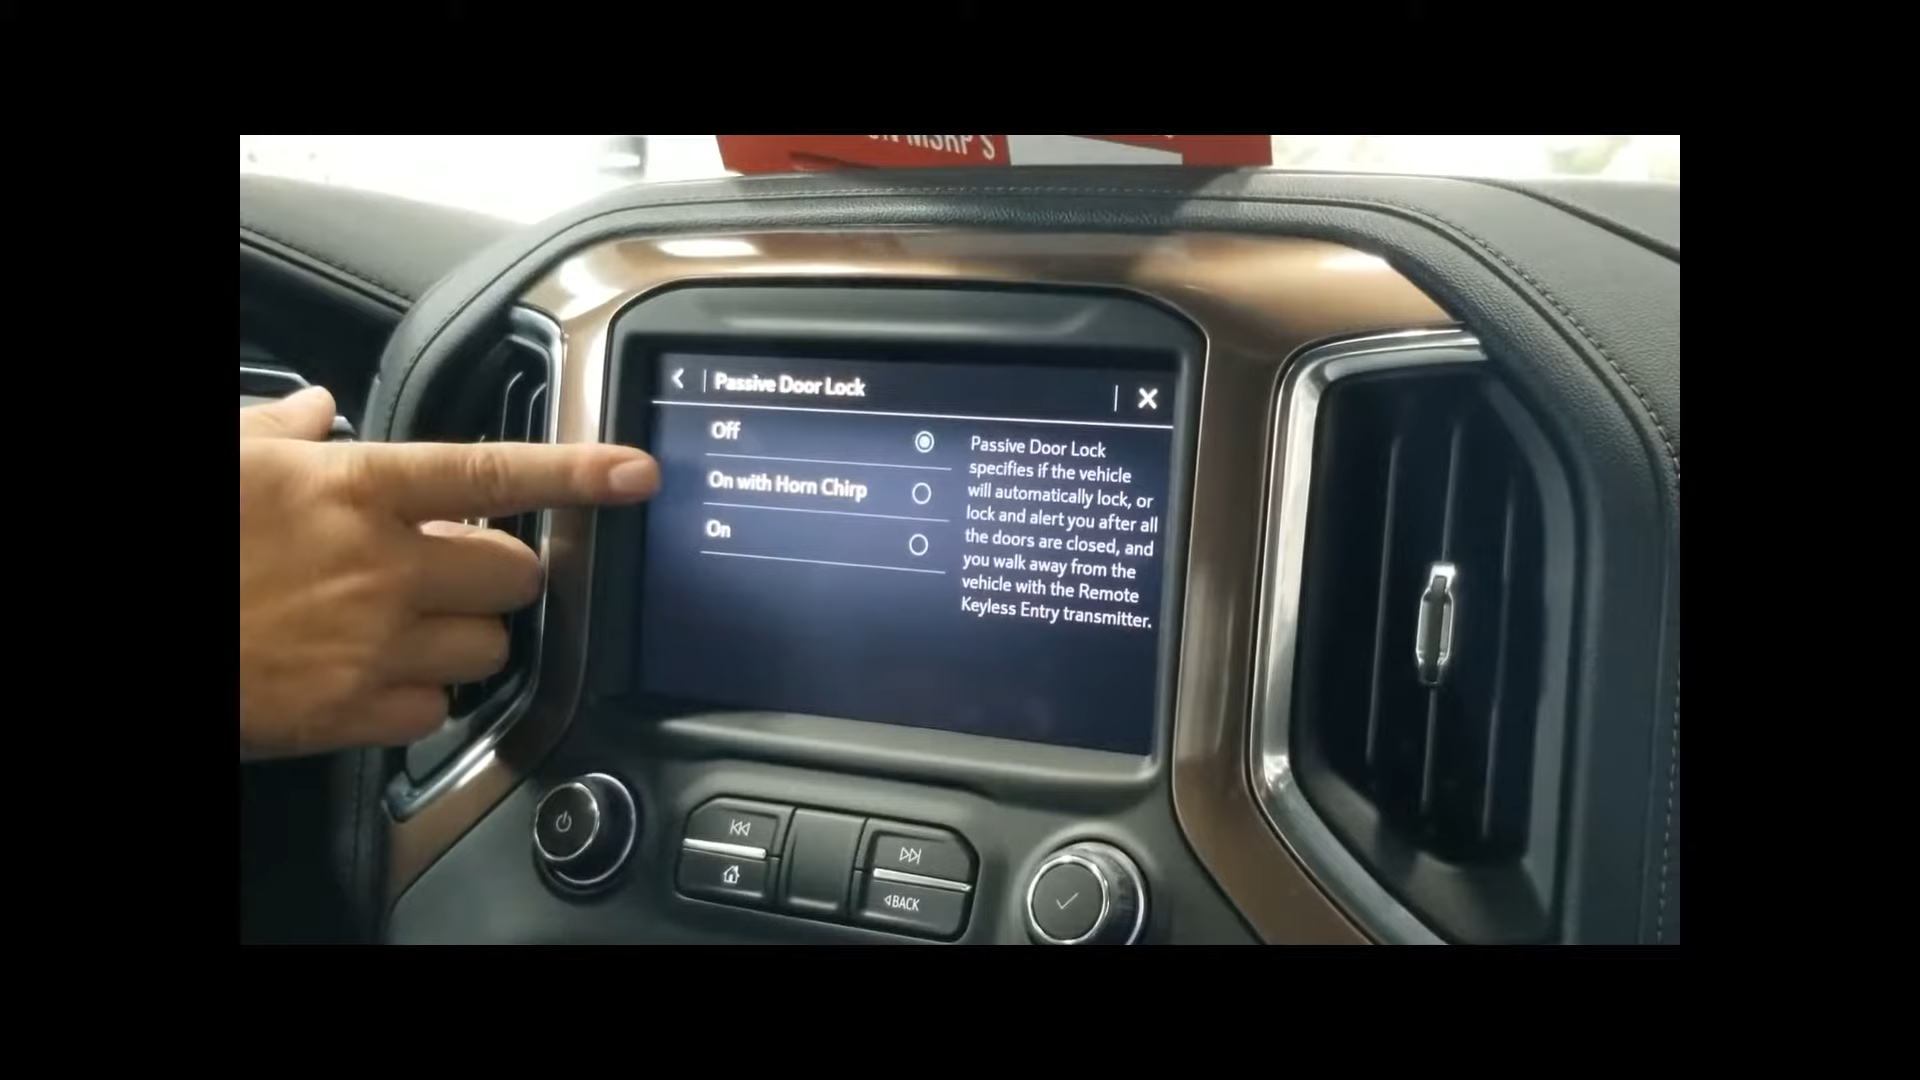 MSRP'S
Passive Door Lock
Off
On with Horn Chirp
On
Passive Door Lock
specifies if the vehicle
will automatically lock, or
lock and alert you after all
the doors are closed, and
you walk away from the
vehicle with the Remote
Keyless Entry transmitter.
BACK